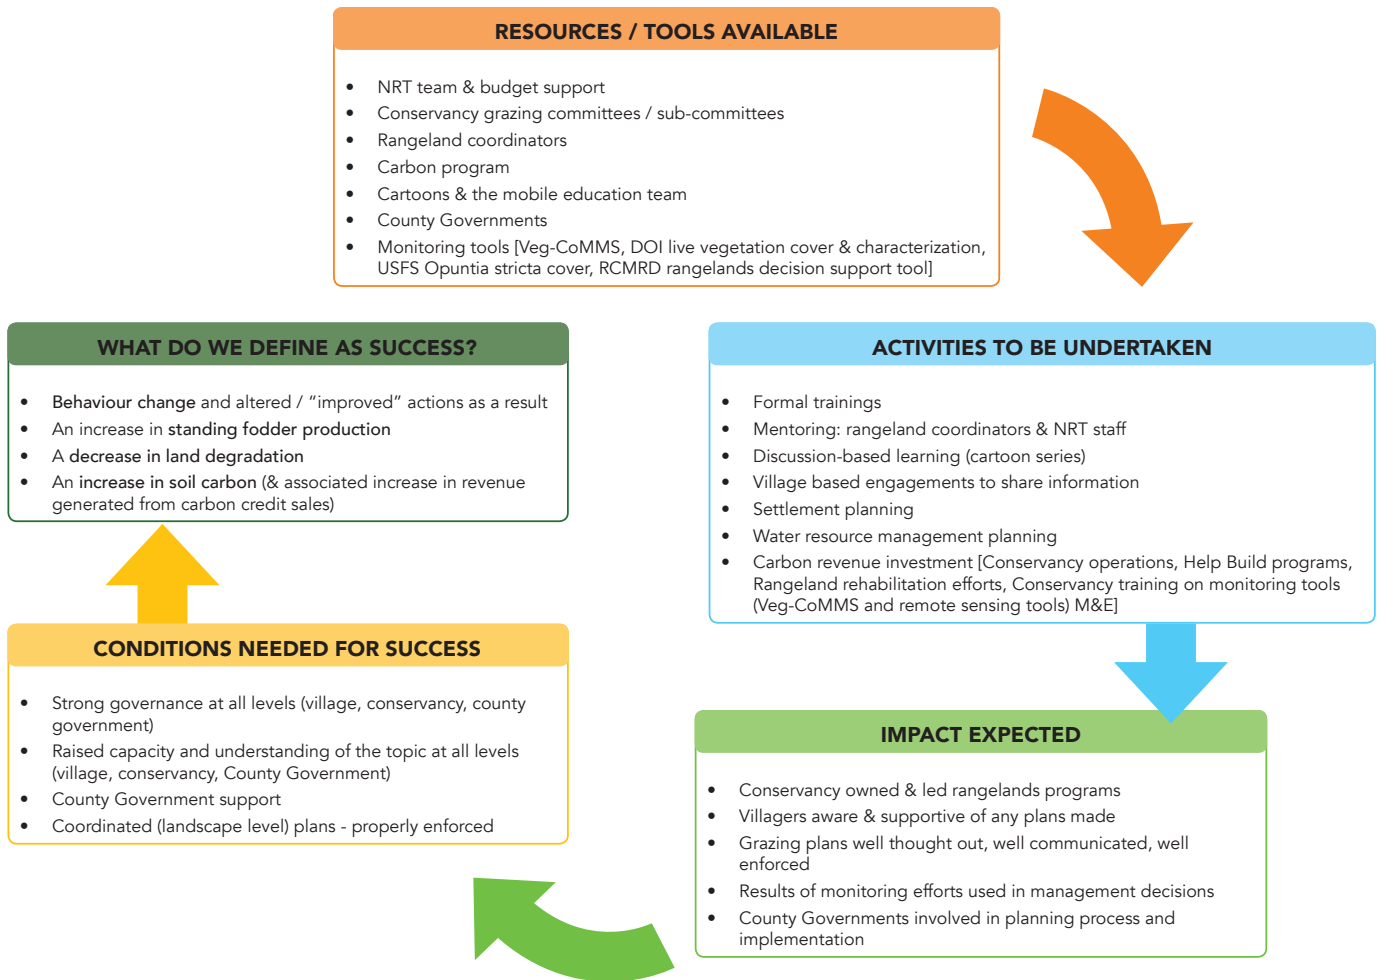 RESOURCES / TOOLS AVAILABLE
• NRT team & budget support
• Conservancy grazing committees / sub-committees
• Rangeland coordinators
• Carbon program
• Cartoons & the mobile education team
• County Governments
• Monitoring tools [Veg-CoMMS, DOI live vegetation cover & characterization,
USFS Opuntia stricta cover, RCMRD rangelands decision support tool]
ACTIVITIES TO BE UNDERTAKEN
• Formal trainings
• Mentoring: rangeland coordinators & NRT staff
• Discussion-based learning (cartoon series)
• Village based engagements to share information
• Settlement planning
• Water resource management planning
• Carbon revenue investment [Conservancy operations, Help Build programs,
Rangeland rehabilitation efforts, Conservancy training on monitoring tools
(Veg-CoMMS and remote sensing tools) M&E]
IMPACT EXPECTED
• Conservancy owned & led rangelands programs
• Villagers aware & supportive of any plans made
• Grazing plans well thought out, well communicated, well
enforced
• Results of monitoring efforts used in management decisions
• County Governments involved in planning process and
implementation
CONDITIONS NEEDED FOR SUCCESS
• Strong governance at all levels (village, conservancy, county
government)
• Raised capacity and understanding of the topic at all levels
(village, conservancy, County Government)
• County Government support
• Coordinated (landscape level) plans - properly enforced
WHAT DO WE DEFINE AS SUCCESS?
• Behaviour change and altered / “improved” actions as a result
• An increase in standing fodder production
• A decrease in land degradation
• An increase in soil carbon (& associated increase in revenue
generated from carbon credit sales)